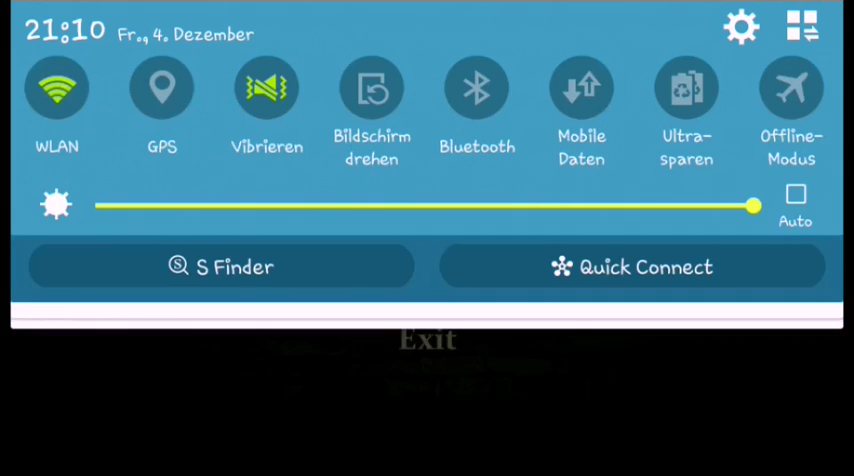 21:10 Fr., 4. Dezember
WLAN
GPS
Vibrieren
Bildschirm
drehen
Bluetooth
Mobile
Daten
Ultra-
sparen
Offline-
Modus
Auto
S Finder
Quick Connect
Exit